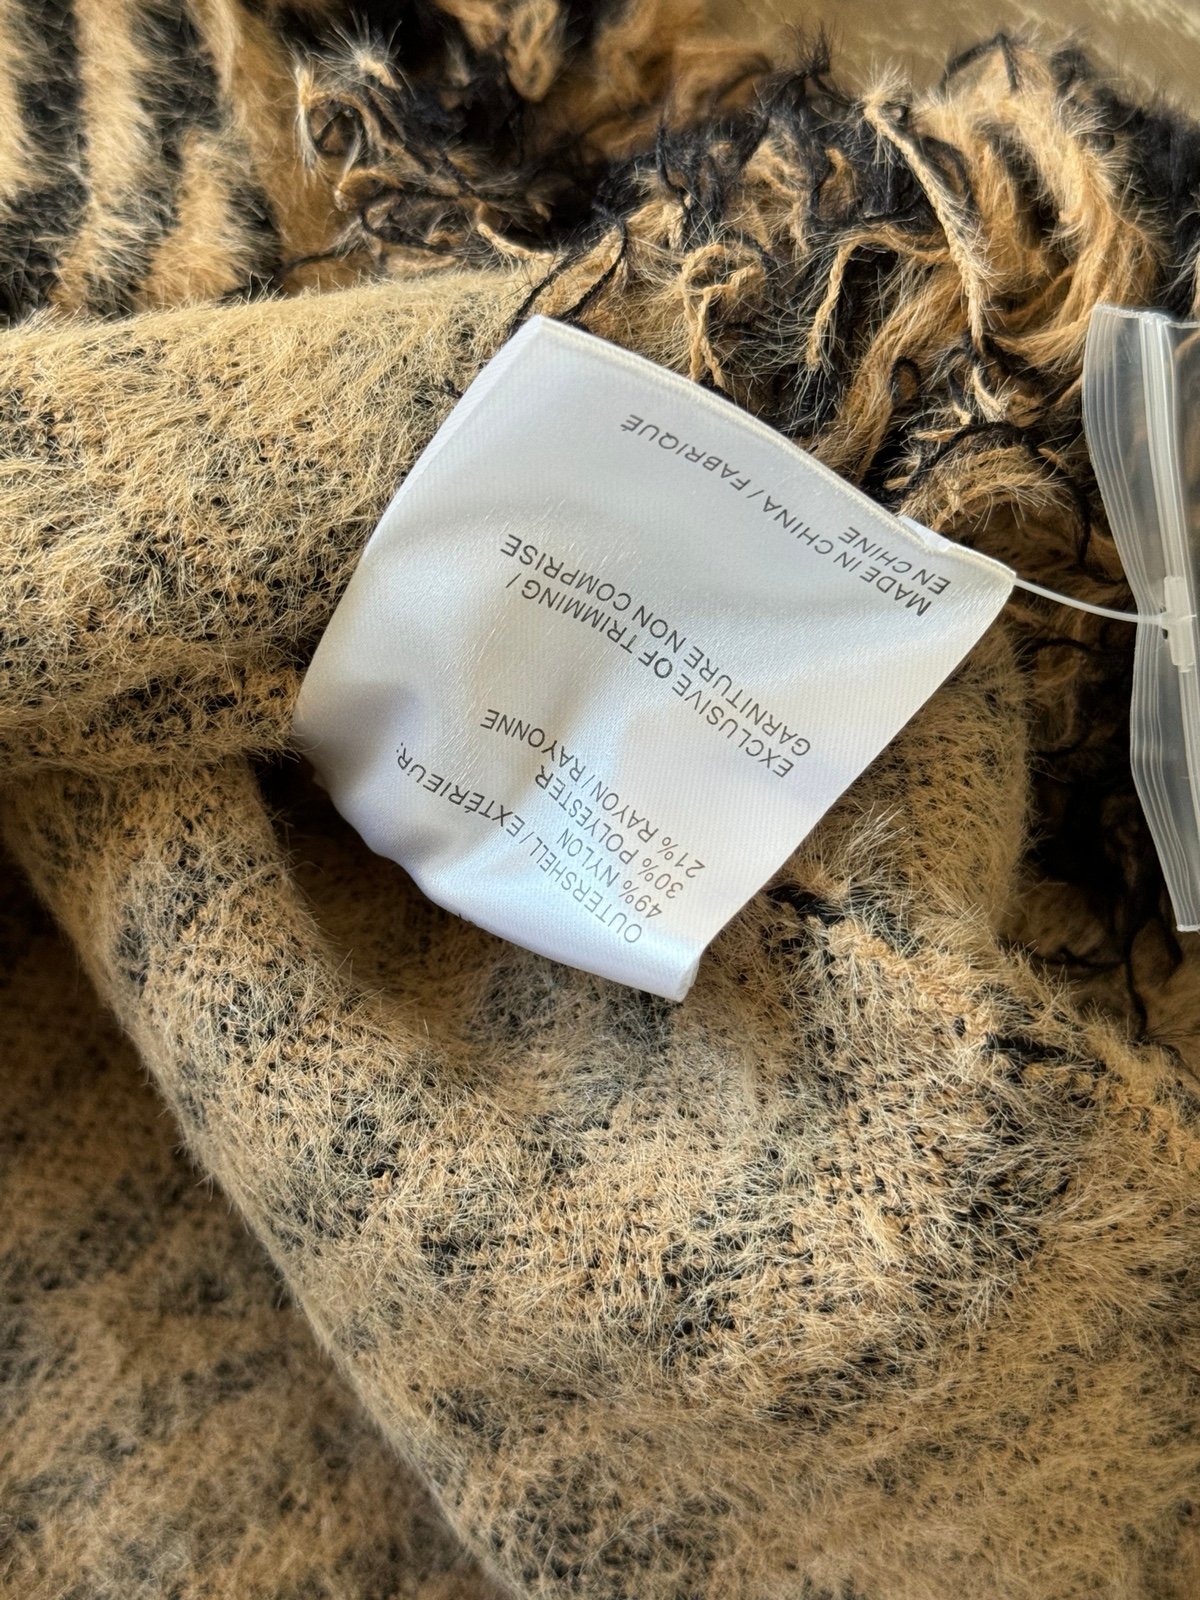 OUTERSHELL / EXTÉRIEUR:
49% NYLON
30% POLYESTER
21% RAYON / RAYONNE
EXCLUSIVE OF TRIMMING /
GARNITURE NON COMPRISE
MADE IN CHINA / FABRIQUÉ
EN CHINE